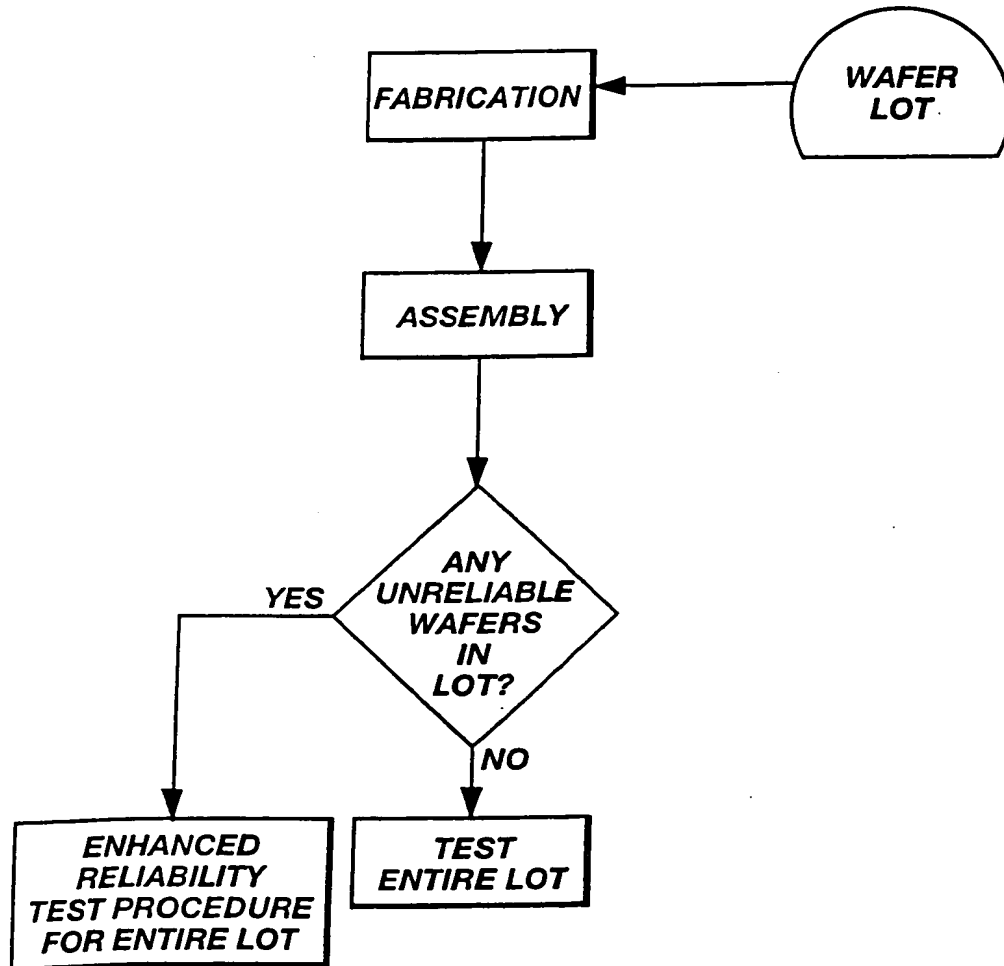 WAFER
LOT
FABRICATION
ASSEMBLY
ANY
UNRELIABLE
WAFERS
IN
LOT?
YES
NO
ENHANCED
RELIABILITY
TEST PROCEDURE
FOR ENTIRE LOT
TEST
ENTIRE LOT